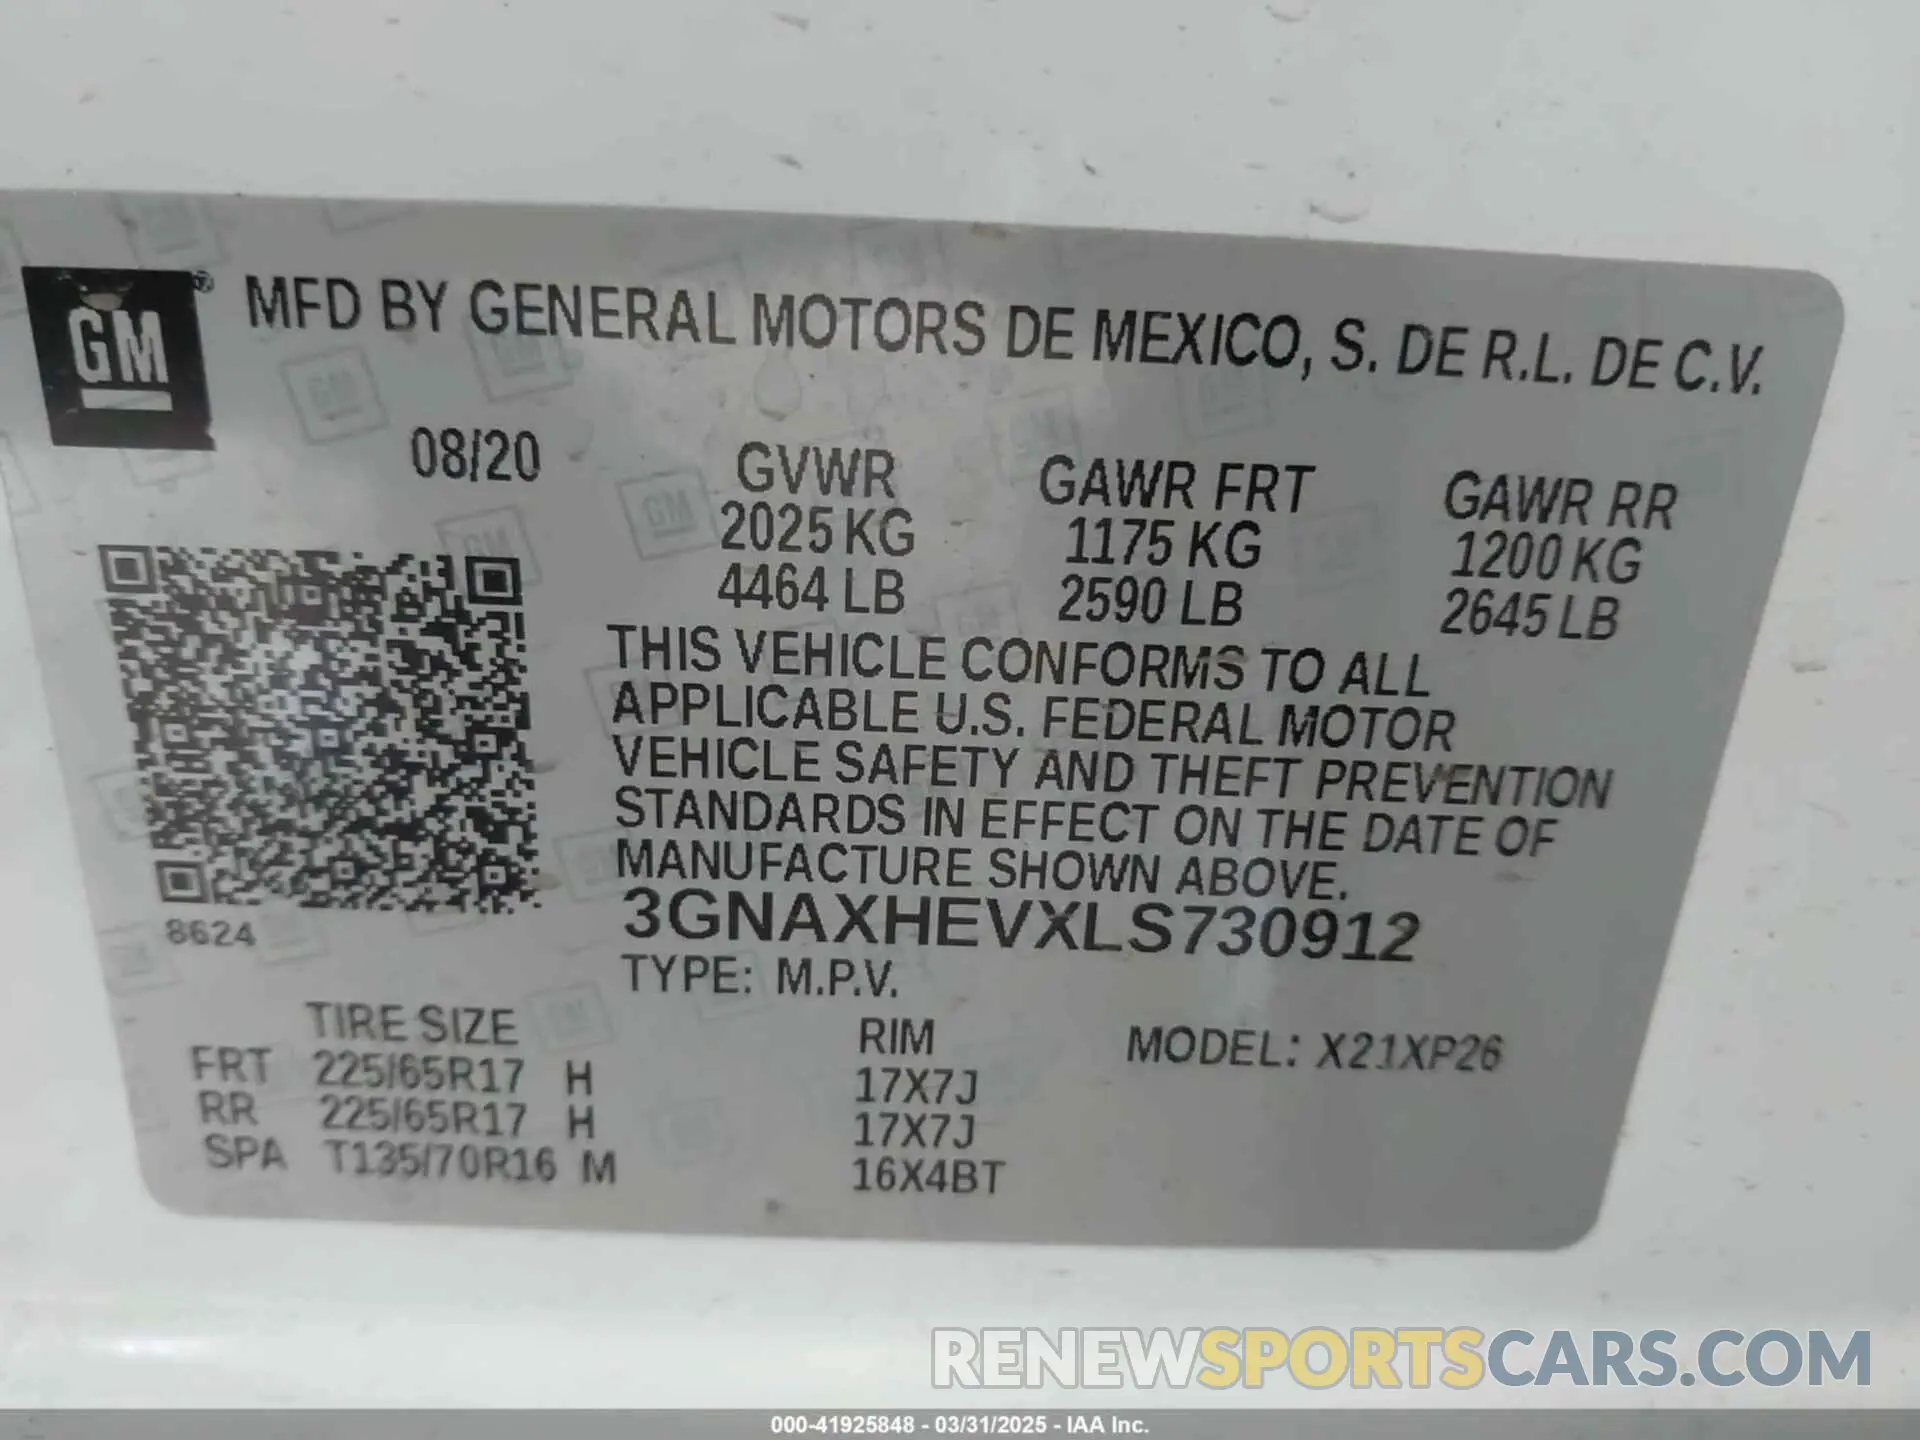 GM
MFD BY GENERAL MOTORS DE MEXICO, S. DE R.L. DE C.V.
08/20 GVWR GAWR FRT GAWR RR
2025 KG 1175 KG 1200 KG
4464 LB 2590 LB 2645 LB
THIS VEHICLE CONFORMS TO ALL
APPLICABLE U.S. FEDERAL MOTOR
VEHICLE SAFETY AND THEFT PREVENTION
STANDARDS IN EFFECT ON THE DATE OF
MANUFACTURE SHOWN ABOVE.
3GNAXHEVXLS730912
8624
TYPE: M.P.V.
TIRE SIZE RIM MODEL: X21XP26
FRT 225/65R17 H 17X7J
RR 225/65R17 H 17X7J
SPA T135/70R16 M 16X4BT
RENEWSPORTSCARS.COM
000-41925848 - 03/31/2025 - IAA Inc.